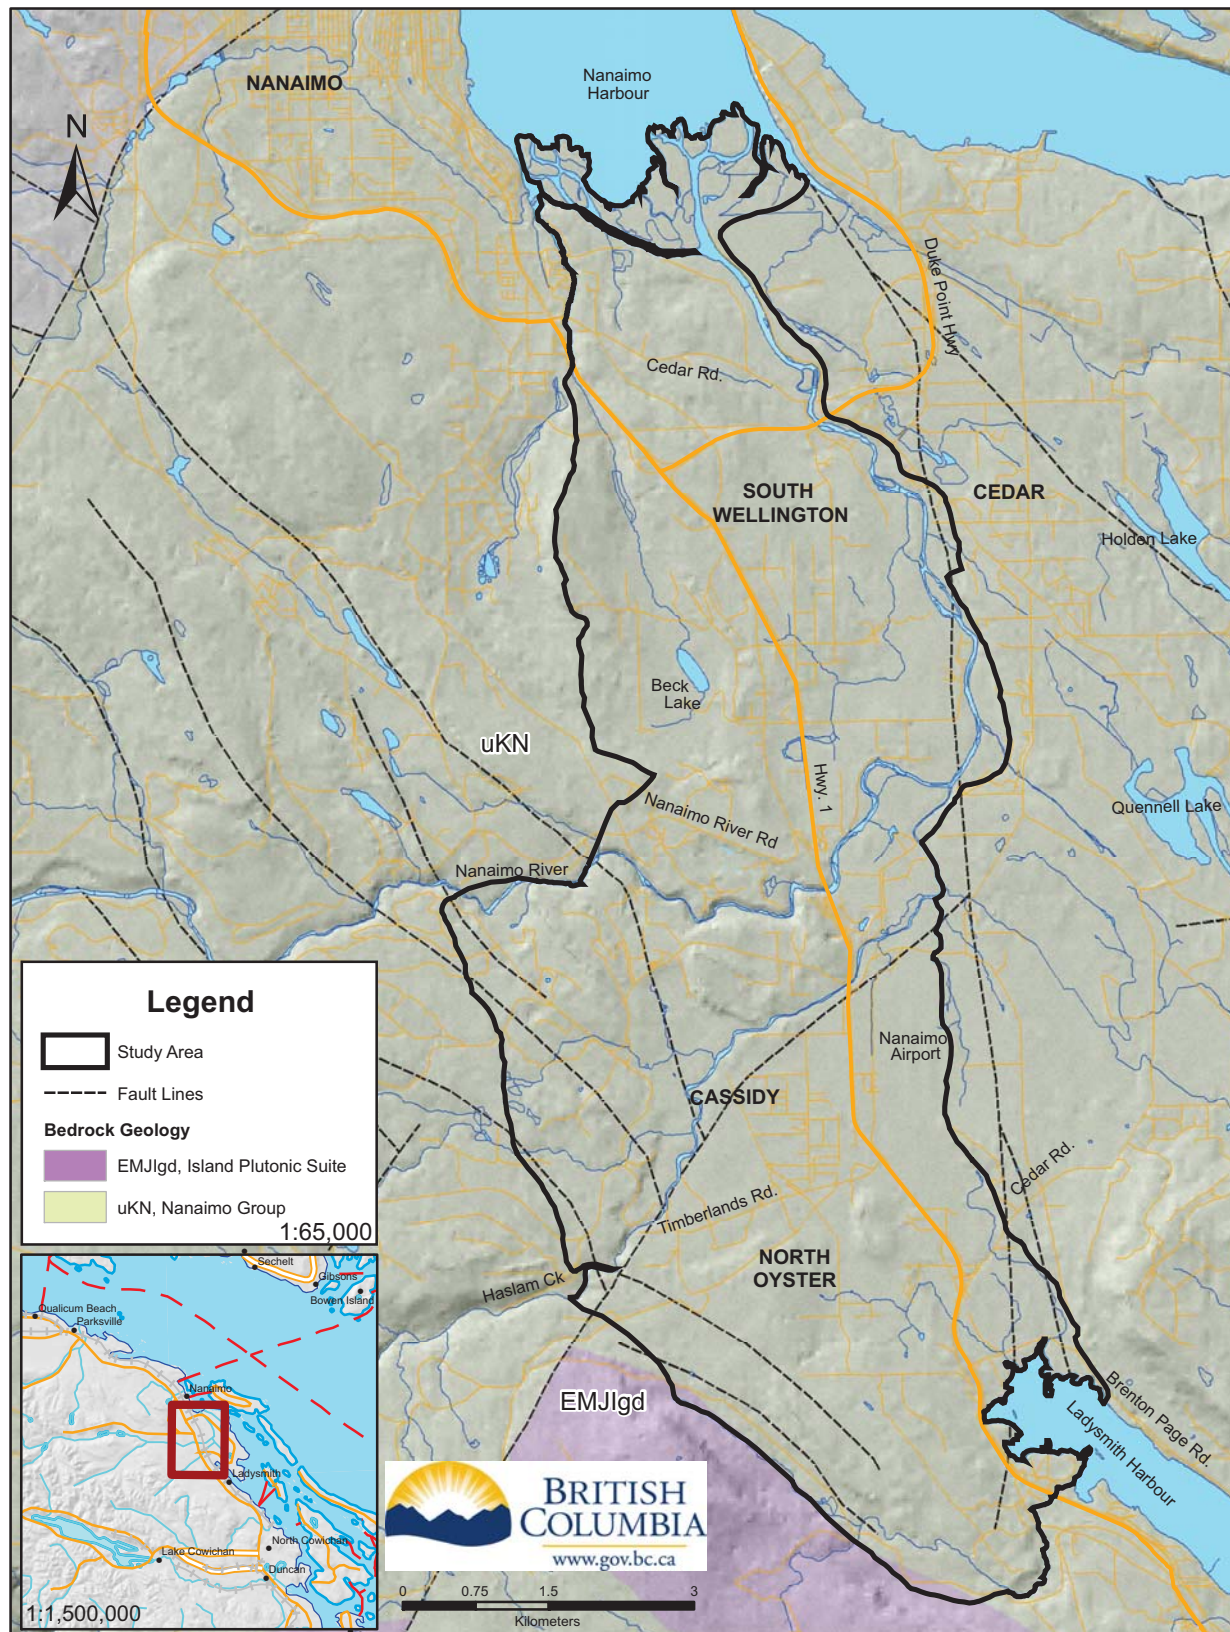 Nanaimo
Harbour
NANAIMO
N
Duke Point Hwy
Cedar Rd.
SOUTH
WELLINGTON
CEDAR
Holden Lake
Beck
Lake
uKN
Hwy. 1
Nanaimo River Rd
Quennell Lake
Nanaimo River
Nanaimo
Airport
CASSIDY
Cedar Rd.
Timberlands Rd.
NORTH
OYSTER
Haslam Ck
EMJIgd
Brenton Page Rd.
Ladysmith Harbour
Legend
Study Area
Fault Lines
Bedrock Geology
EMJIgd, Island Plutonic Suite
uKN, Nanaimo Group
1:65,000
Sechelt
Gibsons
Bowen Island
Qualicum Beach
Parksville
Nanaimo
Ladysmith
North Cowichan
Lake Cowichan
Duncan
1:1,500,000
BRITISH
COLUMBIA
www.gov.bc.ca
0 0.75 1.5 3
Kilometers